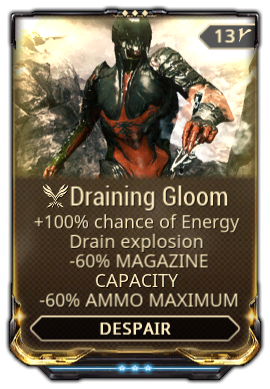 13
Draining Gloom
+100% chance of Energy
Drain explosion
-60% MAGAZINE
CAPACITY
-60% AMMO MAXIMUM
DESPAIR